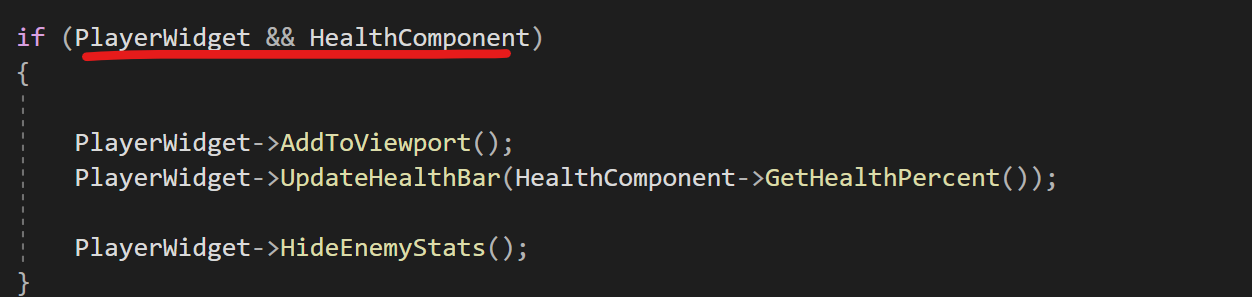 if (PlayerWidget && HealthComponent)
{
PlayerWidget->AddToViewport();
PlayerWidget->UpdateHealthBar(HealthComponent->GetHealthPercent());
PlayerWidget->HideEnemyStats();
}